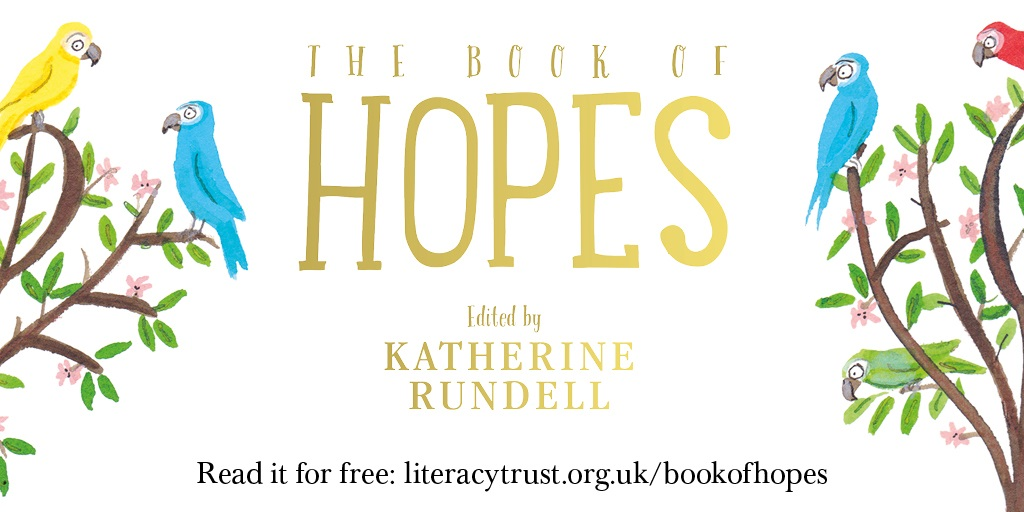 THE BOOK OF
HOPES
Edited by
KATHERINE
RUNDELL
Read it for free: literacytrust.org.uk/bookofhopes